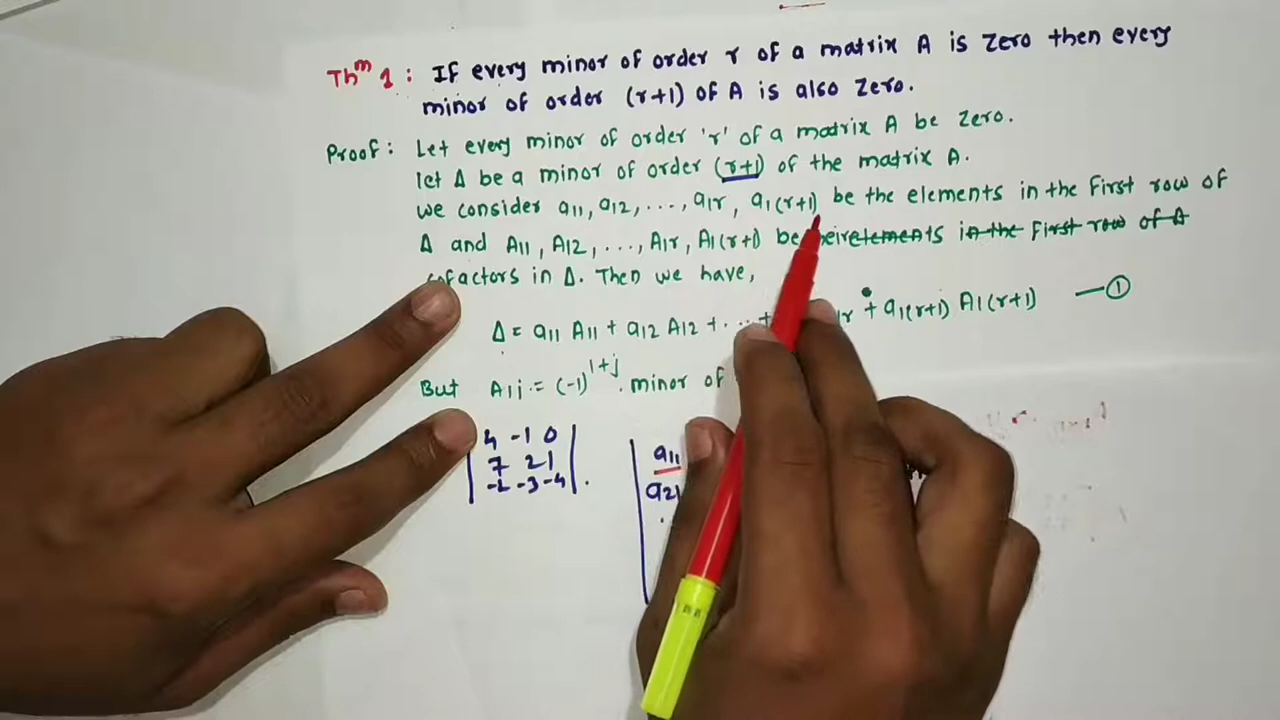 Thm 1: If every minor of order r of a matrix A is zero then every
minor of order (r+1) of A is also zero.
Proof: Let every minor of order 'r' of a matrix A be zero.
let Δ be a minor of order (r+1) of the matrix A.
we consider a11, a12, ..., a1r, a1(r+1) be the elements in the first row of
Δ and A11, A12, ..., A1r, A1(r+1) be elements in the first row of A
cofactors in Δ. Then we have,
Δ = a11 A11 + a12 A12 + ... + 1r + a1(r+1) A1(r+1) —①
But A1j = (-1)^1+j . minor of
4 -1 0
7 2 1
-2 -3 -4 .
a11
a21